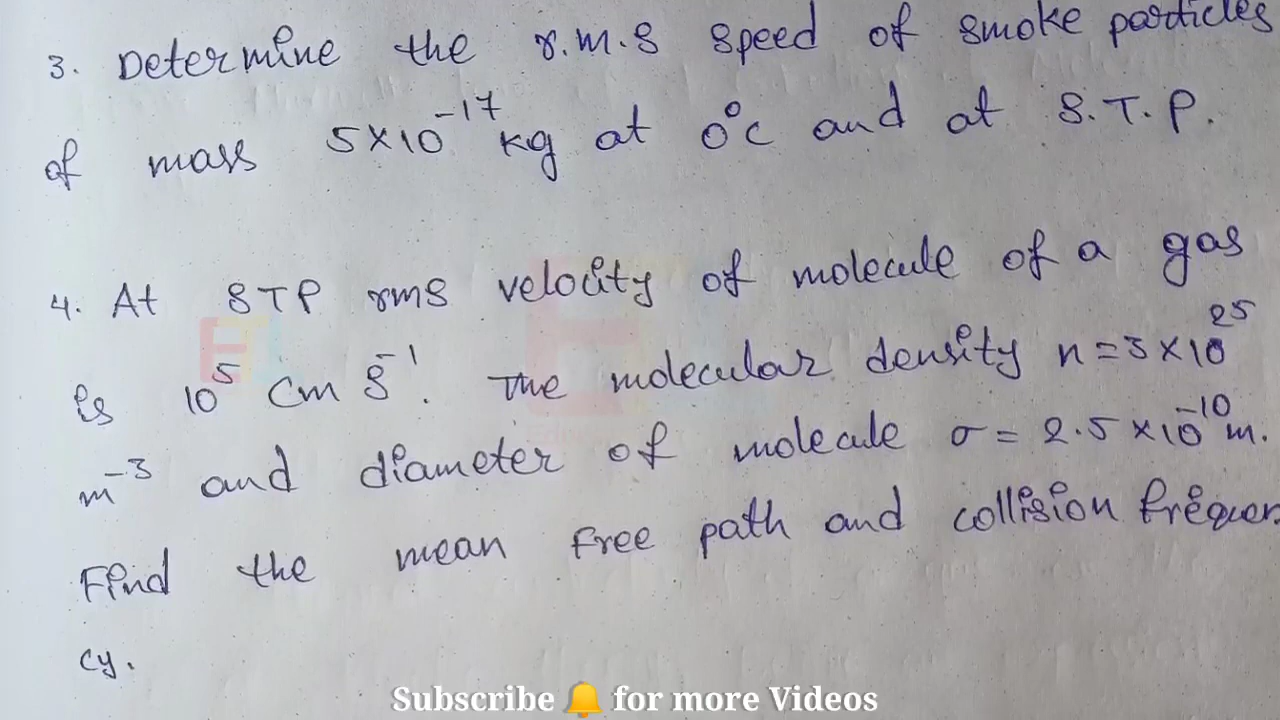 3. Determine the r.m.s speed of smoke particles
of mass 5×10⁻¹⁷ kg at 0°c and at S.T.P.
4. At STP rms velocity of molecule of a gas
is 10⁵ cm s⁻¹. The molecular density n = 3×10²⁵
m⁻³ and diameter of molecule σ = 2.5×10⁻¹⁰ m.
Find the mean free path and collision frequen
cy.
Subscribe 🔔 for more Videos